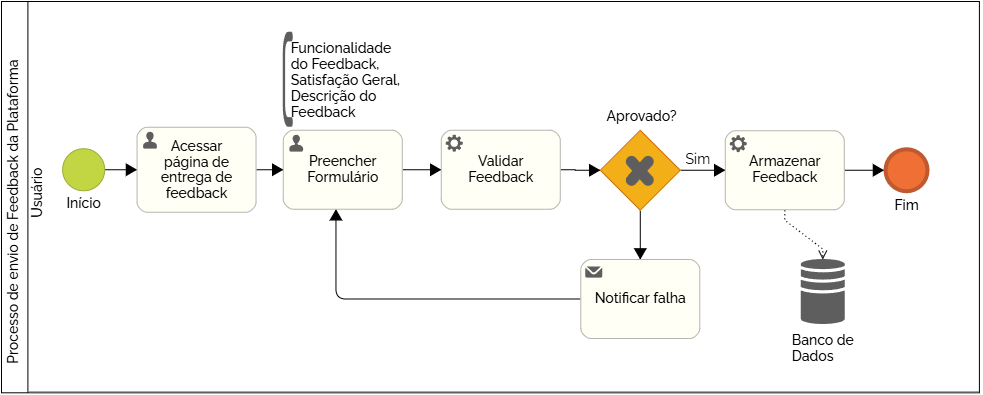 Processo de envio de Feedback da Plataforma
Usuário
Início
Acessar
página de
entrega de
feedback
Funcionalidade
do Feedback,
Satisfação Geral,
Descrição do
Feedback
Preencher
Formulário
Validar
Feedback
Aprovado?
Sim
Notificar falha
Armazenar
Feedback
Banco de
Dados
Fim